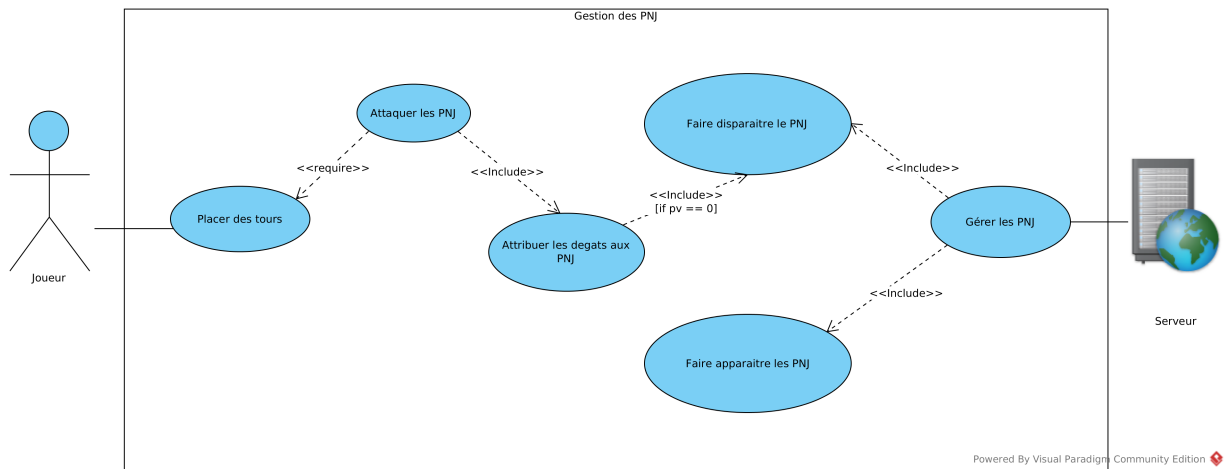 Gestion des PNJ
Attaquer les PNJ
Faire disparaitre le PNJ
<<require>>
<<Include>>
<<Include>>
<<Include>>
[if pv == 0]
Placer des tours
Gérer les PNJ
Attribuer les degats aux
PNJ
Joueur
<<Include>>
Serveur
Faire apparaitre les PNJ
Powered By Visual Paradigm Community Edition